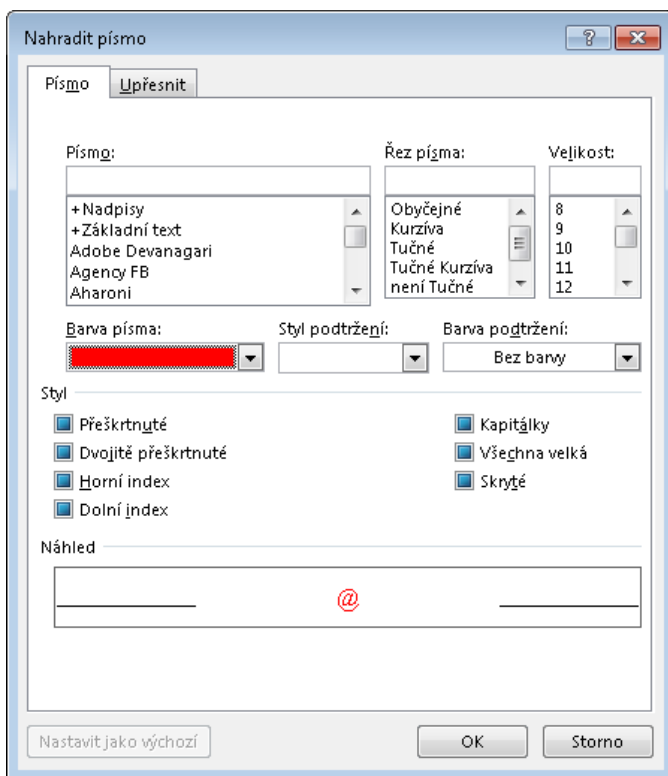 Nahradit písmo
Písmo Upřesnit
Písmo: Řez písma: Velikost:
+Nadpisy Obyčejné 8
+Základní text Kurzíva 9
Adobe Devanagari Tučné 10
Agency FB Tučné Kurzíva 11
Aharoni není Tučné 12
Barva písma: Styl podtržení: Barva podtržení:
Bez barvy
Styl
Přeškrtnuté Kapitálky
Dvojitě přeškrtnuté Všechna velká
Horní index Skryté
Dolní index
Náhled
@
Nastavit jako výchozí OK Storno